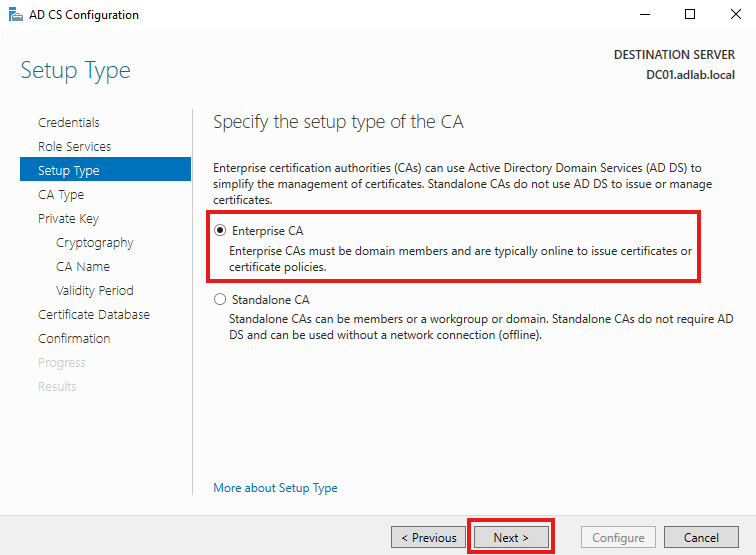 AD CS Configuration
DESTINATION SERVER
DC01.adlab.local
Setup Type
Credentials
Role Services
Setup Type
CA Type
Private Key
Cryptography
CA Name
Validity Period
Certificate Database
Confirmation
Progress
Results
Specify the setup type of the CA
Enterprise certification authorities (CAs) can use Active Directory Domain Services (AD DS) to
simplify the management of certificates. Standalone CAs do not use AD DS to issue or manage
certificates.
Enterprise CA
Enterprise CAs must be domain members and are typically online to issue certificates or
certificate policies.
Standalone CA
Standalone CAs can be members or a workgroup or domain. Standalone CAs do not require AD
DS and can be used without a network connection (offline).
More about Setup Type
< Previous
Next >
Configure
Cancel